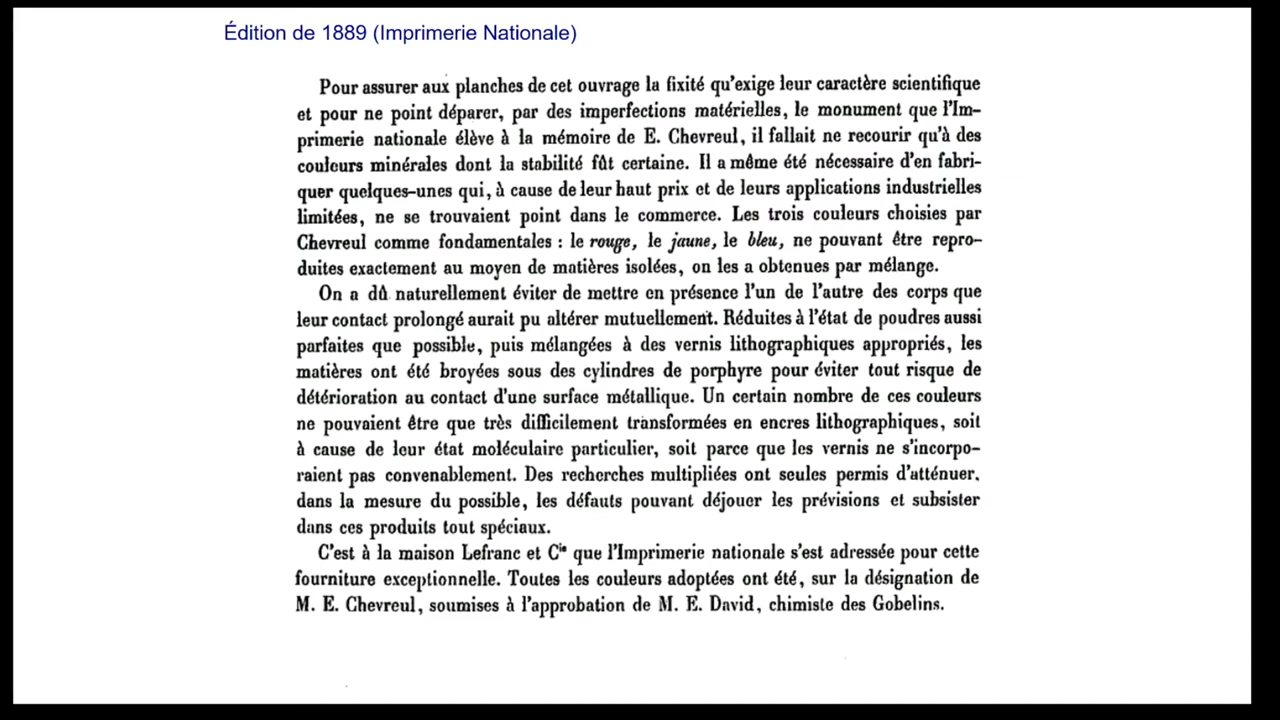 Édition de 1889 (Imprimerie Nationale)
Pour assurer aux planches de cet ouvrage la fixité qu'exige leur caractère scientifique
et pour ne point déparer, par des imperfections matérielles, le monument que l'Im-
primerie nationale élève à la mémoire de E. Chevreul, il fallait ne recourir qu'à des
couleurs minérales dont la stabilité fût certaine. Il a même été nécessaire d'en fabri-
quer quelques-unes qui, à cause de leur haut prix et de leurs applications industrielles
limitées, ne se trouvaient point dans le commerce. Les trois couleurs choisies par
Chevreul comme fondamentales : le rouge, le jaune, le bleu, ne pouvant être repro-
duites exactement au moyen de matières isolées, on les a obtenues par mélange.
On a dû naturellement éviter de mettre en présence l'un de l'autre des corps que
leur contact prolongé aurait pu altérer mutuellement. Réduites à l'état de poudres aussi
parfaites que possible, puis mélangées à des vernis lithographiques appropriés, les
matières ont été broyées sous des cylindres de porphyre pour éviter tout risque de
détérioration au contact d'une surface métallique. Un certain nombre de ces couleurs
ne pouvaient être que très difficilement transformées en encres lithographiques, soit
à cause de leur état moléculaire particulier, soit parce que les vernis ne s'incorpo-
raient pas convenablement. Des recherches multipliées ont seules permis d'atténuer,
dans la mesure du possible, les défauts pouvant déjouer les prévisions et subsister
dans ces produits tout spéciaux.
C'est à la maison Lefranc et Cie que l'Imprimerie nationale s'est adressée pour cette
fourniture exceptionnelle. Toutes les couleurs adoptées ont été, sur la désignation de
M. E. Chevreul, soumises à l'approbation de M. E. David, chimiste des Gobelins.